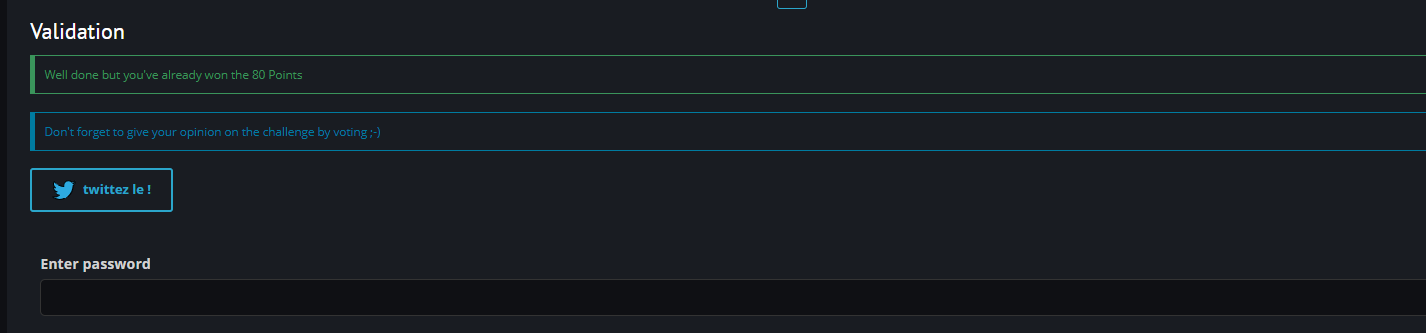 Validation
Well done but you've already won the 80 Points
Don't forget to give your opinion on the challenge by voting ;-)
twittez le !
Enter password